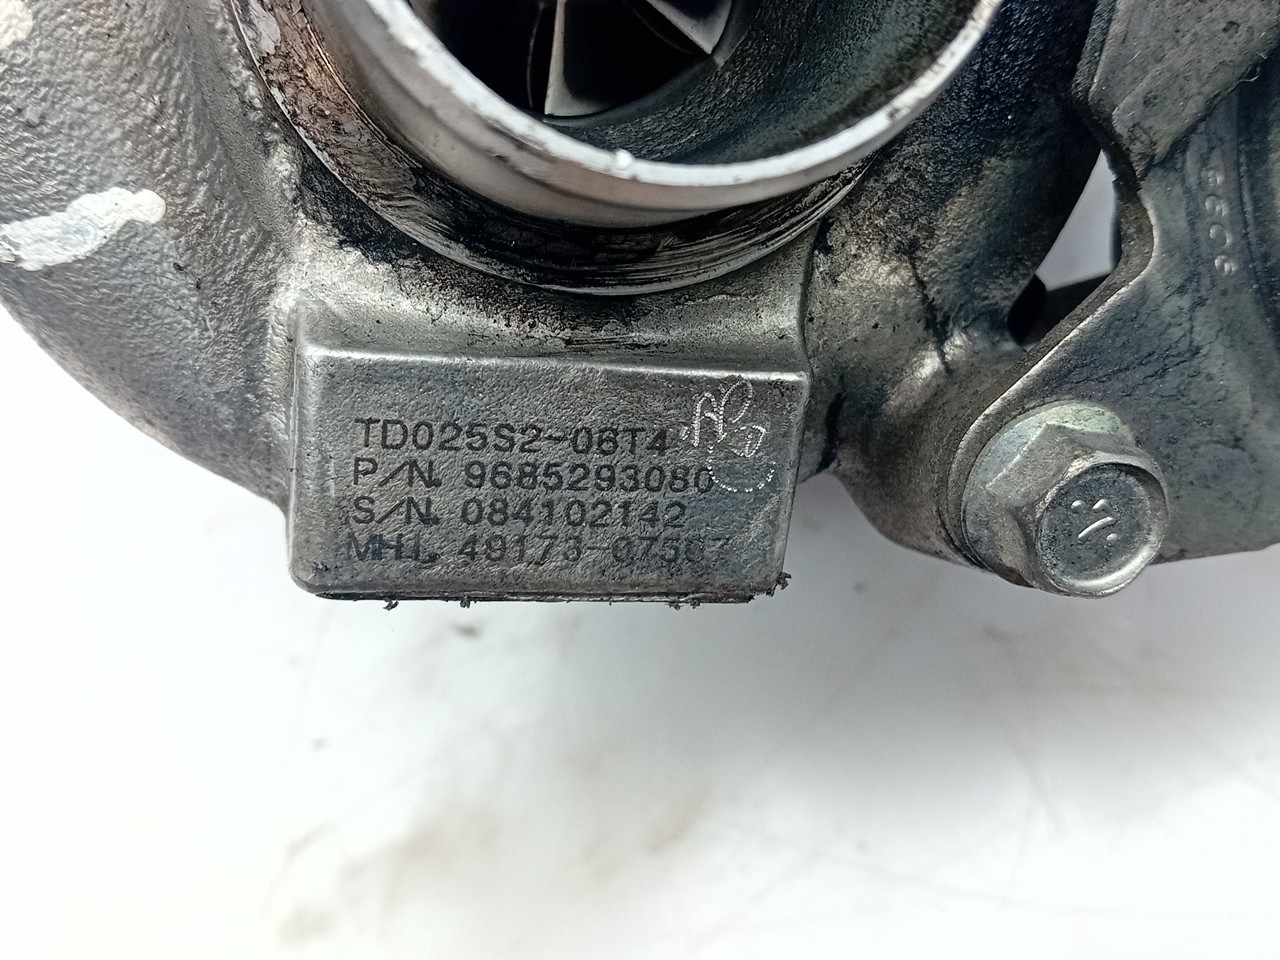 TD025S2-06T4
P/N. 9685293080
S/N. 084102142
MHI. 49173-07507